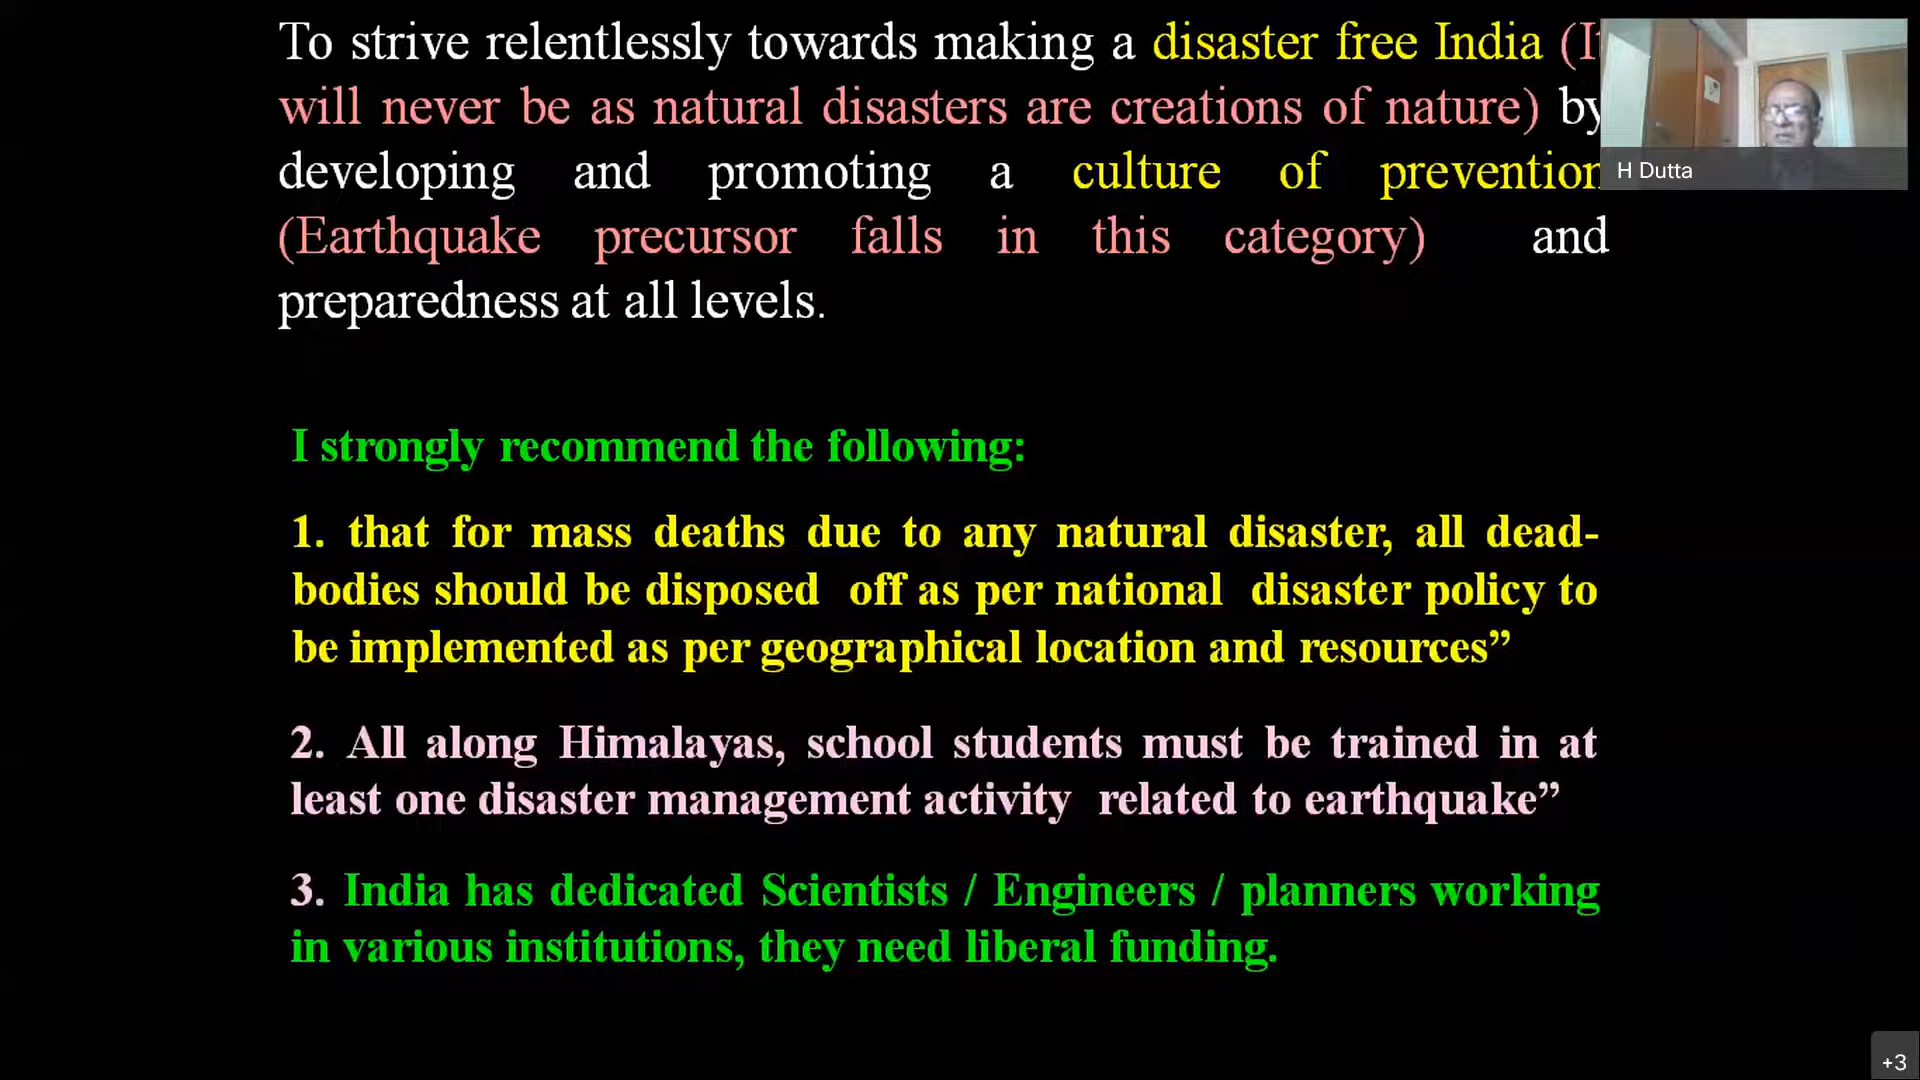 To strive relentlessly towards making a disaster free India (It
will never be as natural disasters are creations of nature) by
developing and promoting a culture of prevention
(Earthquake precursor falls in this category) and
preparedness at all levels.
H Dutta
I strongly recommend the following:
1. that for mass deaths due to any natural disaster, all dead-
bodies should be disposed off as per national disaster policy to
be implemented as per geographical location and resources”
2. All along Himalayas, school students must be trained in at
least one disaster management activity related to earthquake”
3. India has dedicated Scientists / Engineers / planners working
in various institutions, they need liberal funding.
+3